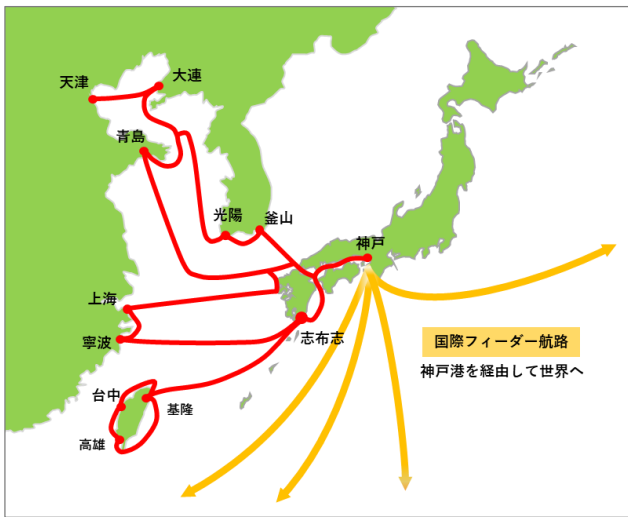 大連
天津
青島
光陽
釜山
神戸
上海
志布志
国際フィーダー航路
寧波
神戸港を経由して世界へ
台中
基隆
高雄